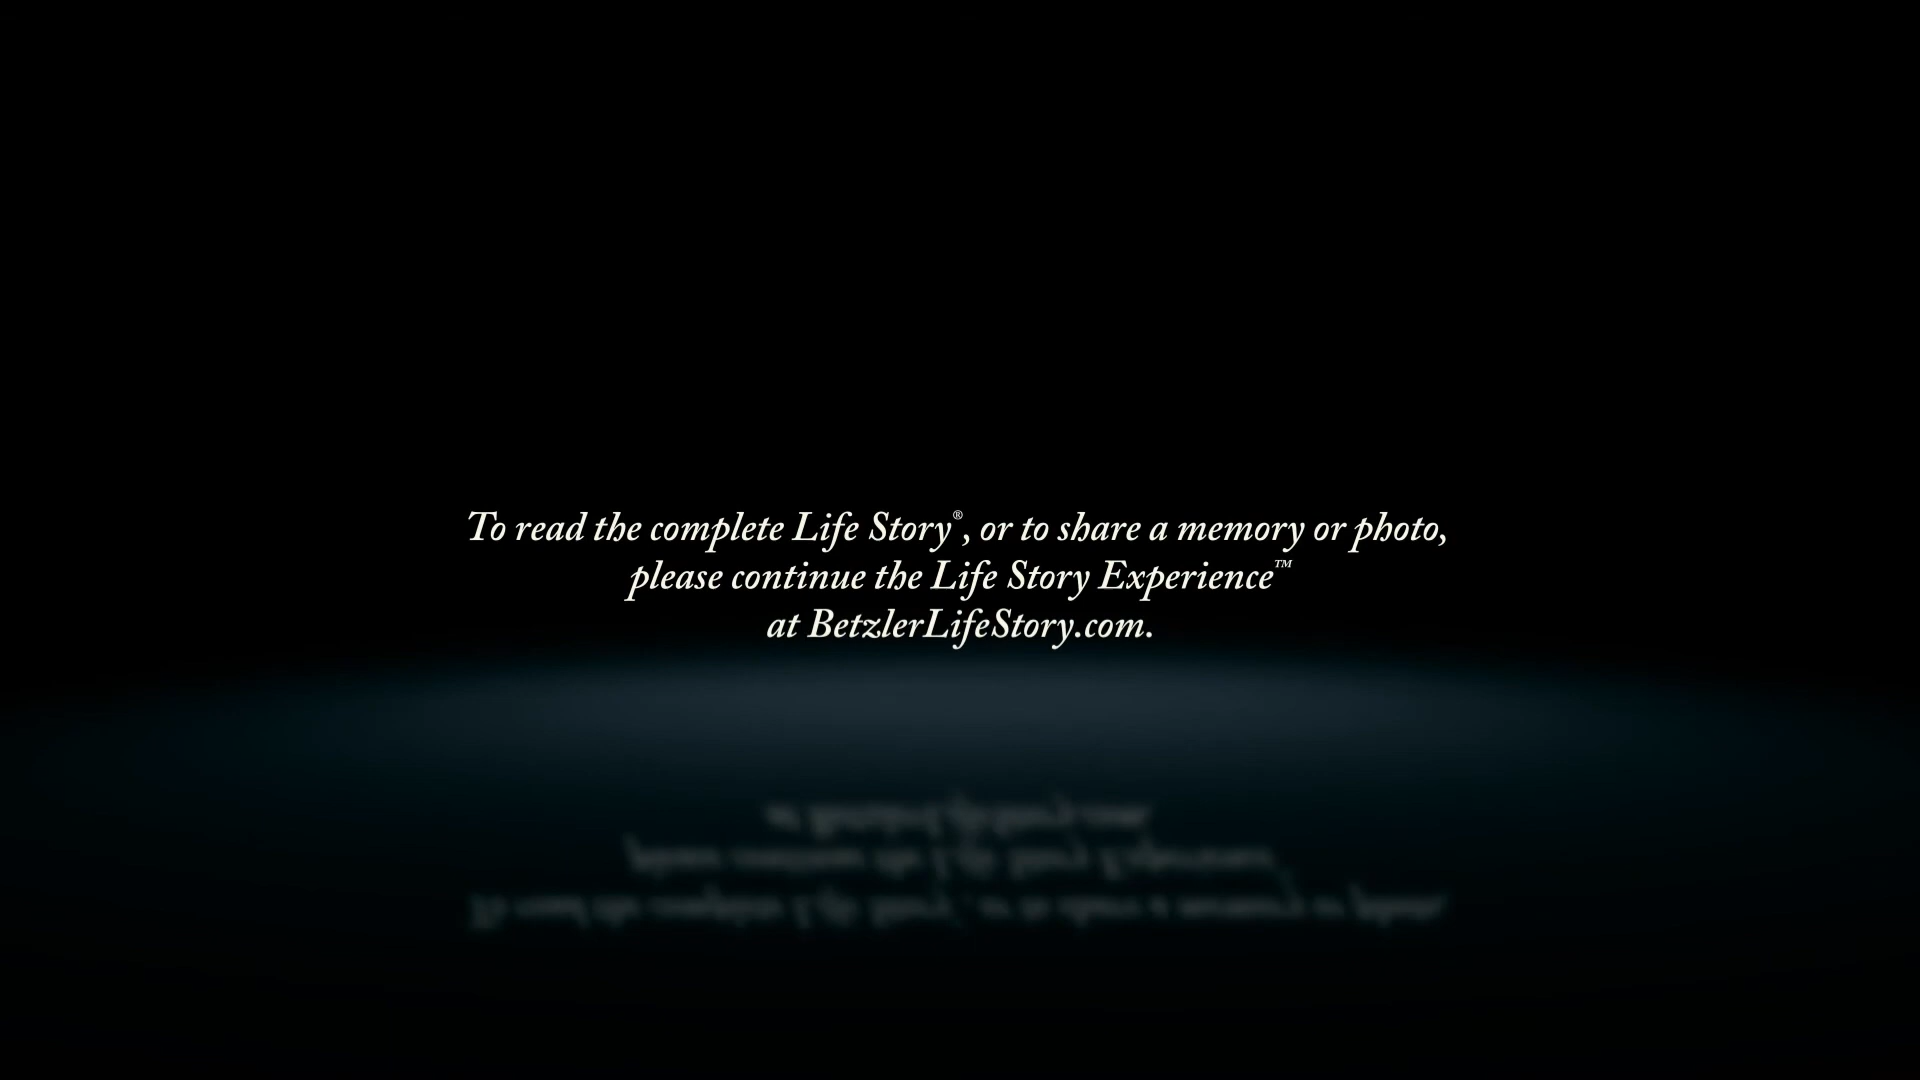 To read the complete Life Story®, or to share a memory or photo,
please continue the Life Story Experience™
at BetzlerLifeStory.com.